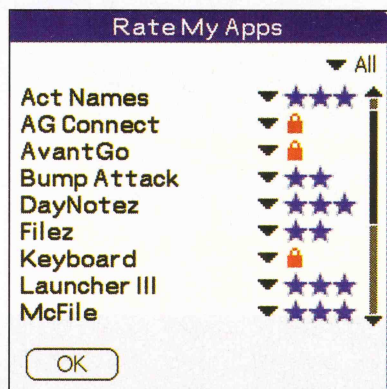 Rate My Apps
All
Act Names
AG Connect
AvantGo
Bump Attack
DayNotez
Filez
Keyboard
Launcher III
McFile
OK